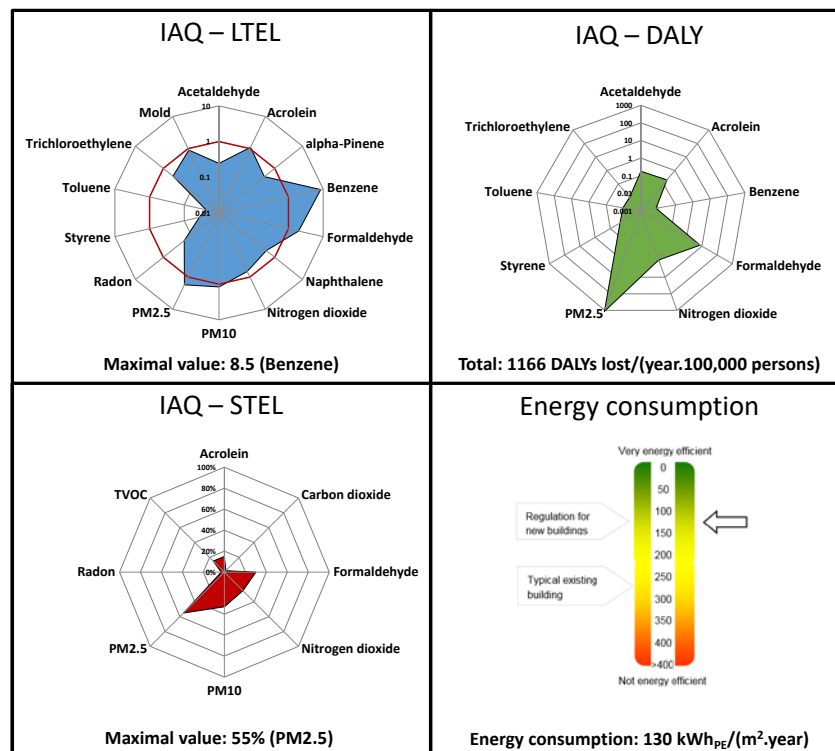 IAQ – LTEL
Acetaldehyde
Mold
Acrolein
Trichloroethylene
alpha-Pinene
Toluene
Benzene
Styrene
Formaldehyde
Radon
Naphthalene
PM2.5
Nitrogen dioxide
PM10
10
1
0.1
0.01
Maximal value: 8.5 (Benzene)
IAQ – DALY
Acetaldehyde
Trichloroethylene
Acrolein
Toluene
Benzene
Styrene
Formaldehyde
PM2.5
Nitrogen dioxide
1000
100
10
1
0.1
0.01
0.001
Total: 1166 DALYs lost/(year.100,000 persons)
IAQ – STEL
Acrolein
TVOC
Carbon dioxide
Radon
Formaldehyde
PM2.5
Nitrogen dioxide
PM10
100%
80%
60%
40%
20%
0%
Maximal value: 55% (PM2.5)
Energy consumption
Very energy efficient
0
50
100
150
200
250
300
350
400
>400
Regulation for
new buildings
Typical existing
building
Not energy efficient
Energy consumption: 130 kWhPE/(m².year)